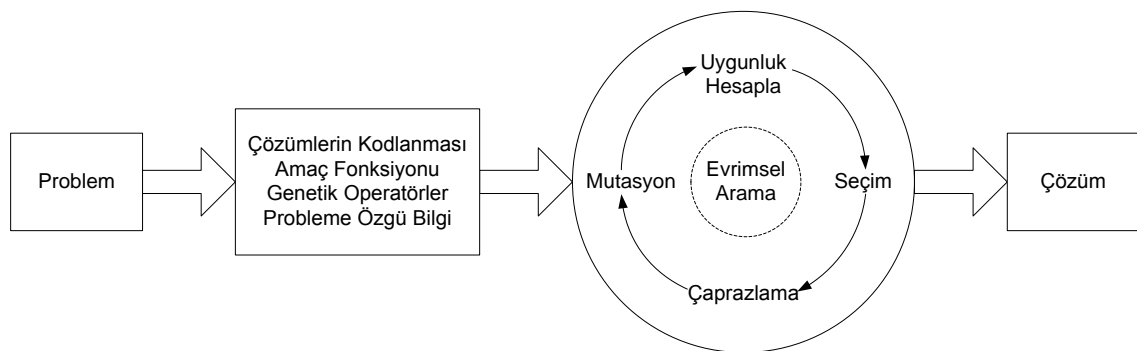 Problem
Çözümlerin Kodlanması
Amaç Fonksiyonu
Genetik Operatörler
Probleme Özgü Bilgi
Uygunluk
Hesapla
Mutasyon
Evrimsel
Arama
Seçim
Çaprazlama
Çözüm